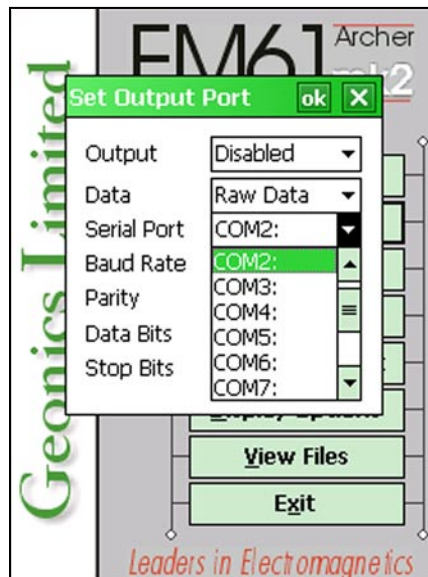 EM61 Archer
mk2
Geonics Limited
Set Output Port ok X
Output Disabled
Data Raw Data
Serial Port COM2:
Baud Rate COM2:
COM3:
Parity COM4:
Data Bits COM5:
COM6:
Stop Bits COM7:
View Files
Exit
Leaders in Electromagnetics